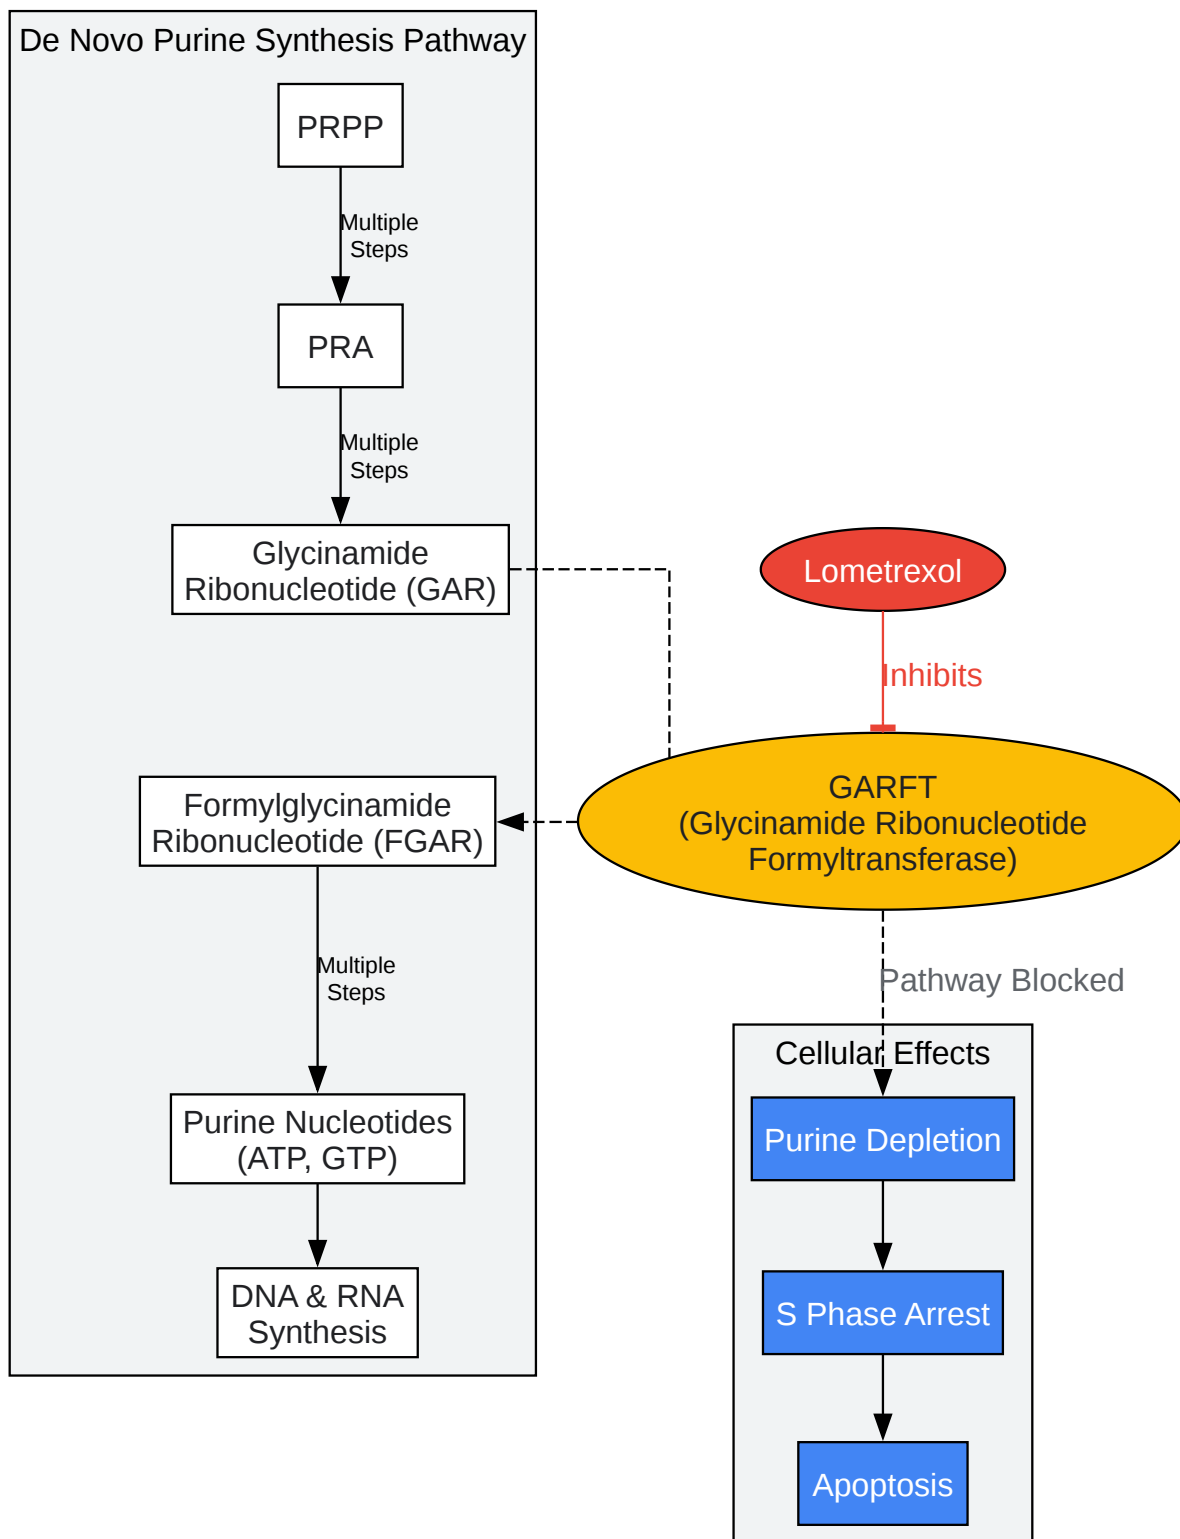 De Novo Purine Synthesis Pathway
PRPP
Multiple
Steps
PRA
Multiple
Steps
Glycinamide
Ribonucleotide (GAR)
Formylglycinamide
Ribonucleotide (FGAR)
Multiple
Steps
Purine Nucleotides
(ATP, GTP)
DNA & RNA
Synthesis
Lometrexol
Inhibits
GARFT
(Glycinamide Ribonucleotide
Formyltransferase)
Pathway Blocked
Cellular Effects
Purine Depletion
S Phase Arrest
Apoptosis